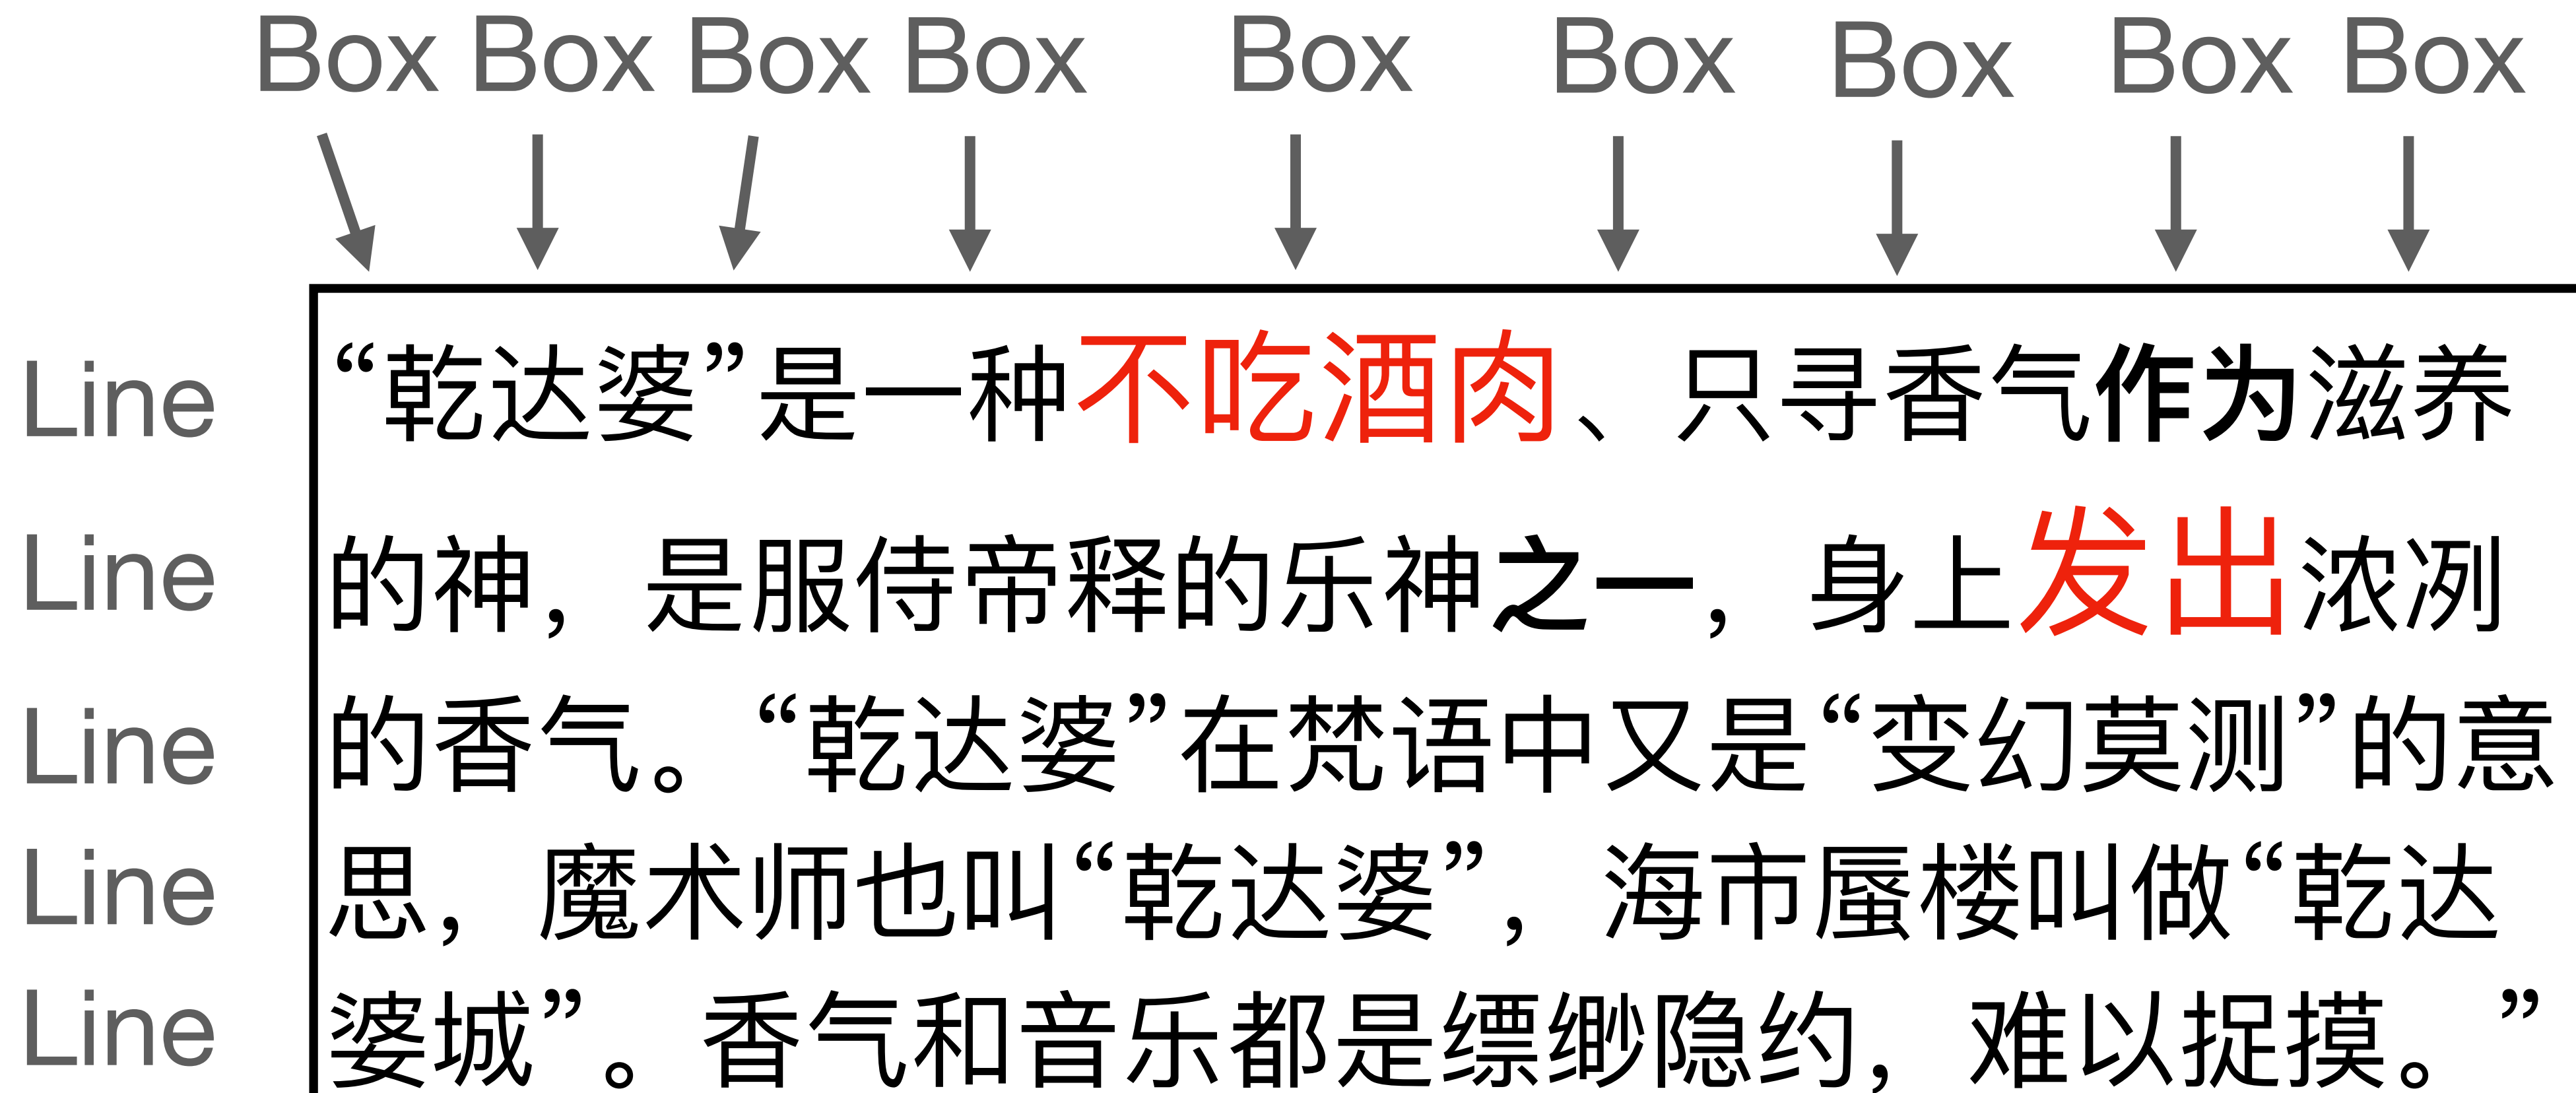 Box Box Box Box Box Box Box Box Box
Line “乾达婆”是一种不吃酒肉、只寻香气作为滋养
Line 的神，是服侍帝释的乐神之一，身上发出浓冽
Line 的香气。“乾达婆”在梵语中又是“变幻莫测”的意
Line 思，魔术师也叫“乾达婆”，海市蜃楼叫做“乾达
Line 婆城”。香气和音乐都是缥缈隐约，难以捉摸。”